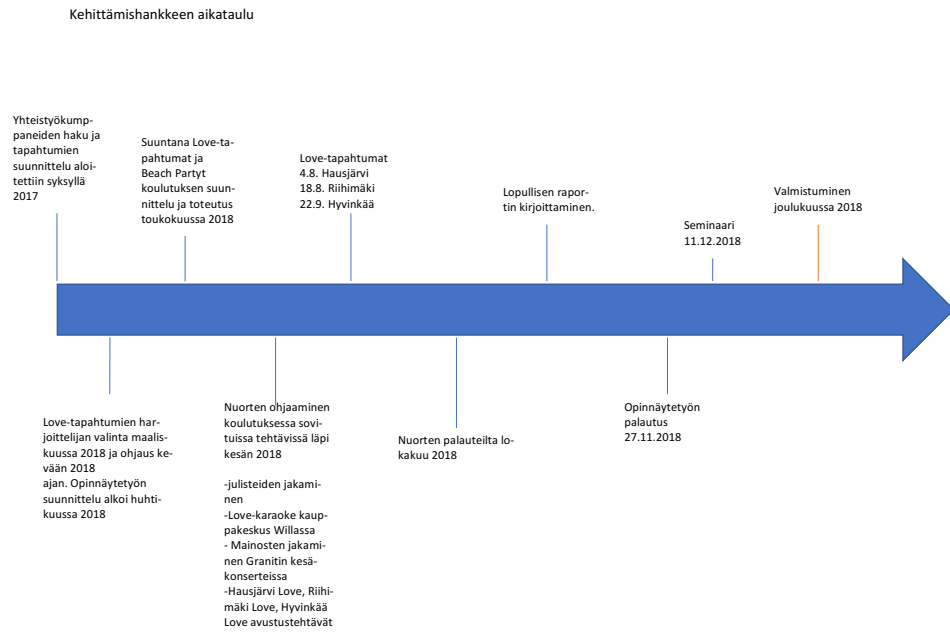 Kehittämishankkeen aikataulu
Yhteistyökump-
paneiden haku ja
tapahtumien
suunnittelu aloi-
tettiin syksyllä
2017
Suuntana Love-ta-
pahtumat ja
Beach Partyt
koulutuksen suun-
nittelu ja toteutus
toukokuussa 2018
Love-tapahtumat
4.8. Hausjärvi
18.8. Riihimäki
22.9. Hyvinkää
Lopullisen rapor-
tin kirjoittaminen.
Seminaari
11.12.2018
Valmistuminen
joulukuussa 2018
Love-tapahtumien har-
joittelijan valinta maalis-
kuussa 2018 ja ohjaus ke-
vään 2018
ajan. Opinnäytetyön
suunnittelu alkoi huhti-
kuussa 2018
Nuorten ohjaaminen
koulutuksessa sovi-
tuissa tehtävissä läpi
kesän 2018
-julisteiden jakami-
nen
-Love-karaoke kaup-
pakeskus Willassa
- Mainosten jakami-
nen Granitin kesä-
konserteissa
-Hausjärvi Love, Riihi-
mäki Love, Hyvinkää
Love avustustehtävät
Nuorten palauteilta lo-
kakuu 2018
Opinnäytetyön
palautus
27.11.2018